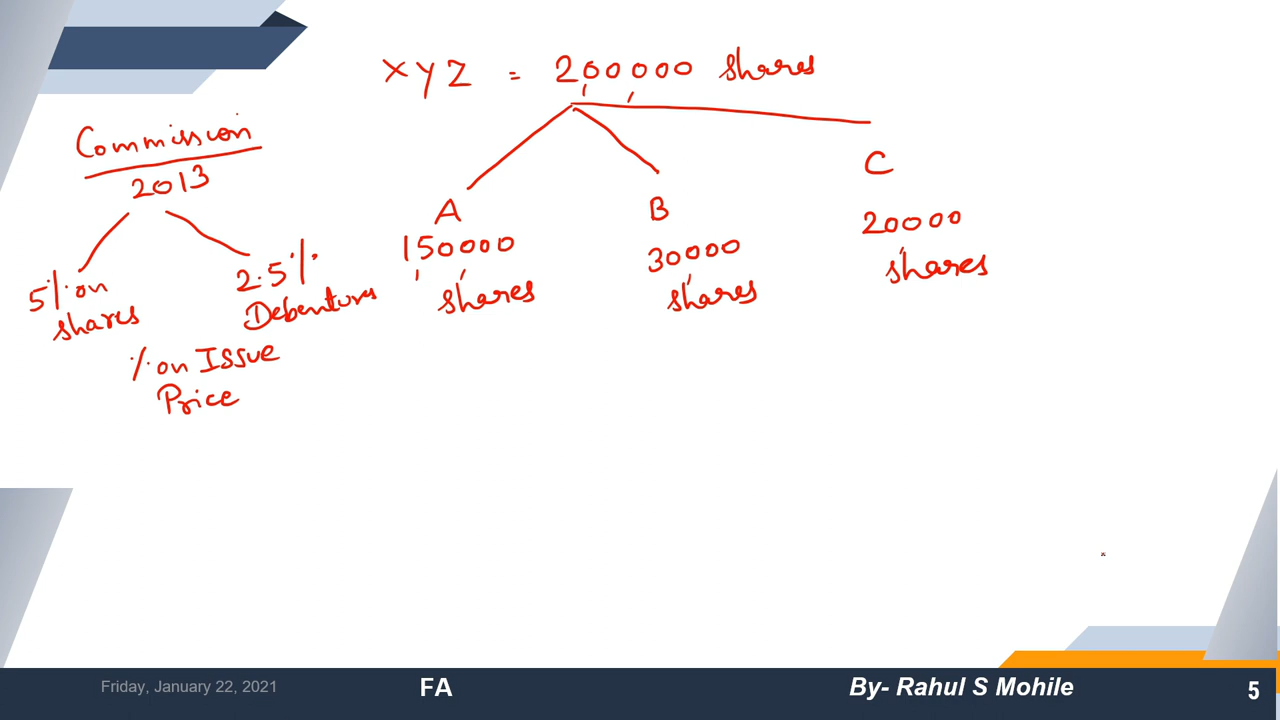 XYZ = 200000 shares
Commission
2013
5% on
shares
2.5%
Debentures
% on Issue
Price
A
150000
shares
B
30000
shares
C
20000
shares
Friday, January 22, 2021
FA
By- Rahul S Mohile
5